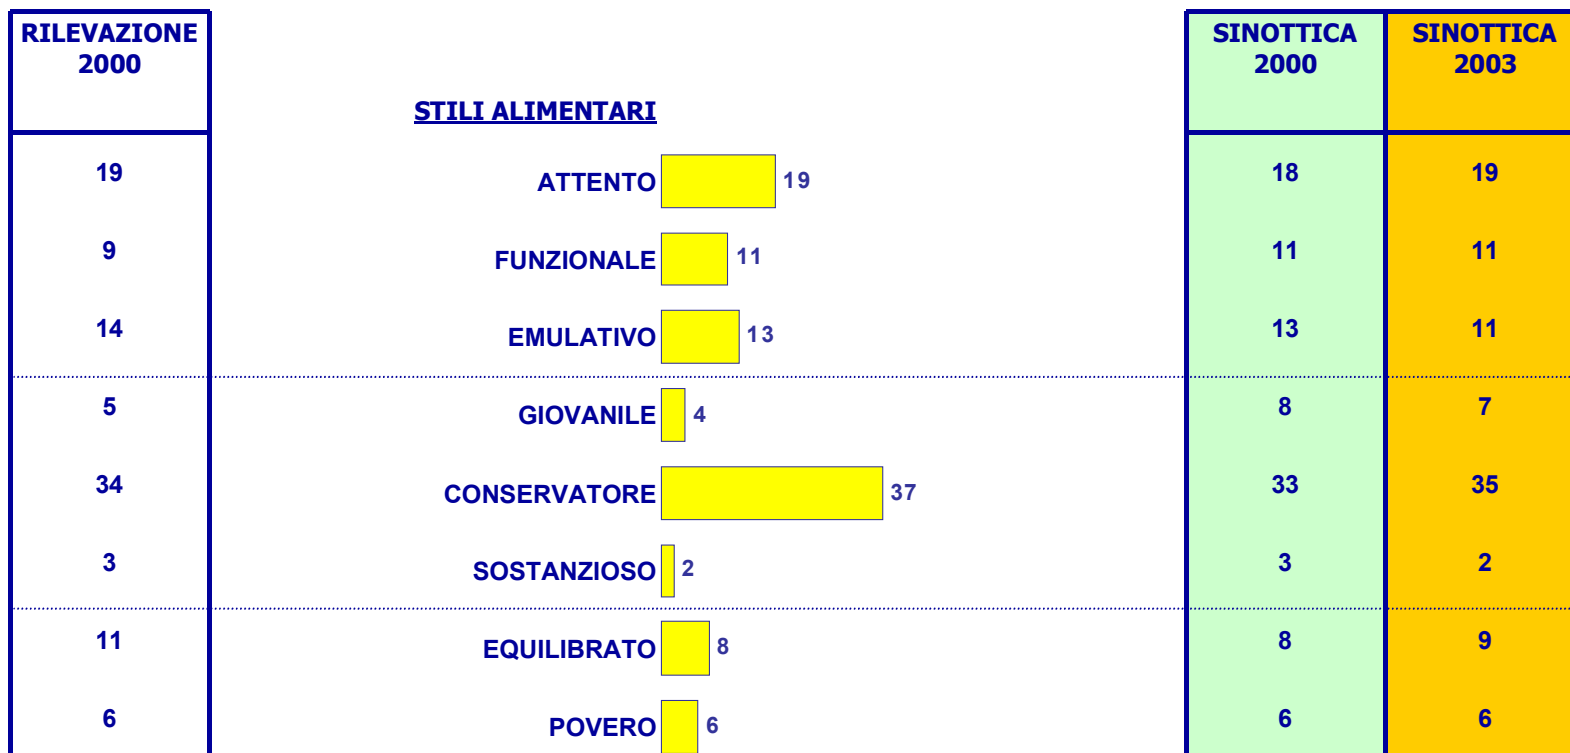 RILEVAZIONE
2000
SINOTTICA
2000
SINOTTICA
2003
STILI ALIMENTARI
19 ATTENTO 19 18 19
9 FUNZIONALE 11 11 11
14 EMULATIVO 13 13 11
5 GIOVANILE 4 8 7
34 CONSERVATORE 37 33 35
3 SOSTANZIOSO 2 3 2
11 EQUILIBRATO 8 8 9
6 POVERO 6 6 6